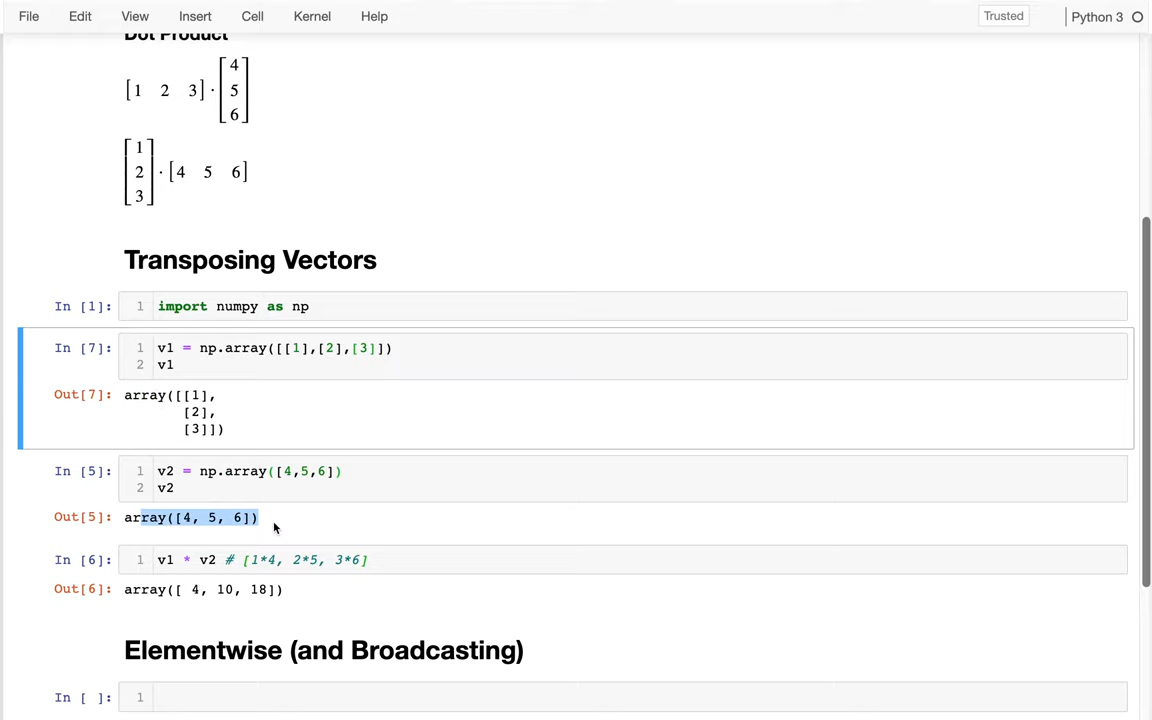 File Edit View Insert Cell Kernel Help Trusted Python 3
Dot Product
[1 2 3] · [4
5
6]
[1
2
3] · [4 5 6]
Transposing Vectors
In [1]: 1 import numpy as np
In [7]: 1 v1 = np.array([[1],[2],[3]])
2 v1
Out[7]: array([[1],
[2],
[3]])
In [5]: 1 v2 = np.array([4,5,6])
2 v2
Out[5]: array([4, 5, 6])
In [6]: 1 v1 * v2 # [1*4, 2*5, 3*6]
Out[6]: array([ 4, 10, 18])
Elementwise (and Broadcasting)
In [ ]: 1